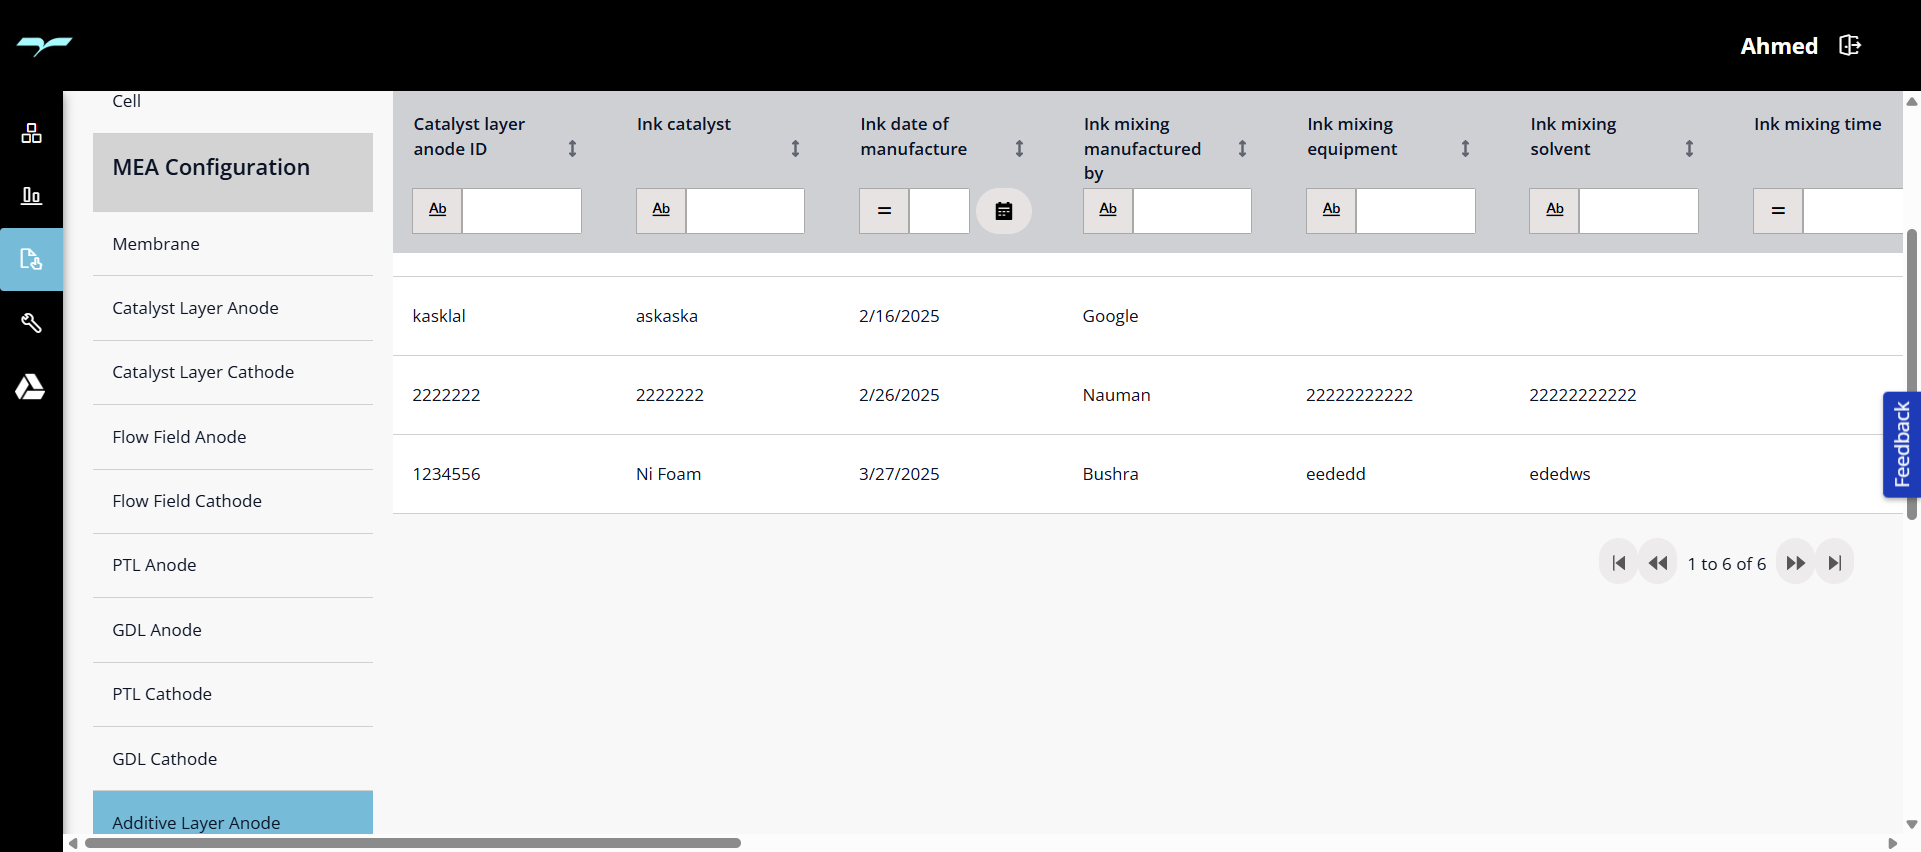 Ahmed
Cell
MEA Configuration
Membrane
Catalyst Layer Anode
Catalyst Layer Cathode
Flow Field Anode
Flow Field Cathode
PTL Anode
GDL Anode
PTL Cathode
GDL Cathode
Additive Layer Anode
Catalyst layer
anode ID
Ink catalyst
Ink date of
manufacture
Ink mixing
manufactured
by
Ink mixing
equipment
Ink mixing
solvent
Ink mixing time
Ab
Ab
=
Ab
Ab
Ab
=
kasklal askaska 2/16/2025 Google
2222222 2222222 2/26/2025 Nauman 22222222222 22222222222
1234556 Ni Foam 3/27/2025 Bushra eededd ededws
1 to 6 of 6
Feedback